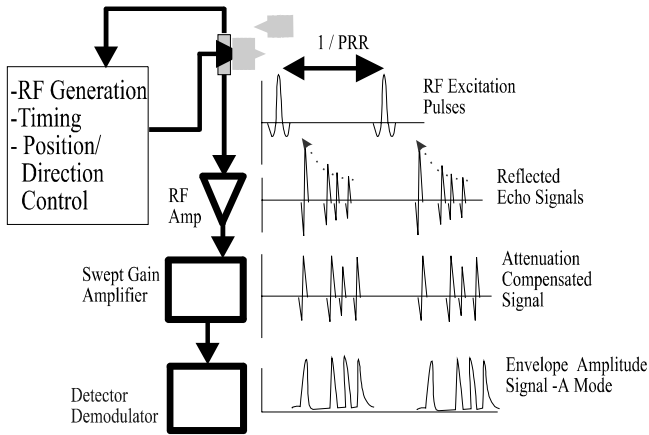 1 / PRR
-RF Generation
-Timing
- Position/
Direction
Control
RF Excitation
Pulses
RF
Amp
Reflected
Echo Signals
Swept Gain
Amplifier
Attenuation
Compensated
Signal
Detector
Demodulator
Envelope Amplitude
Signal -A Mode